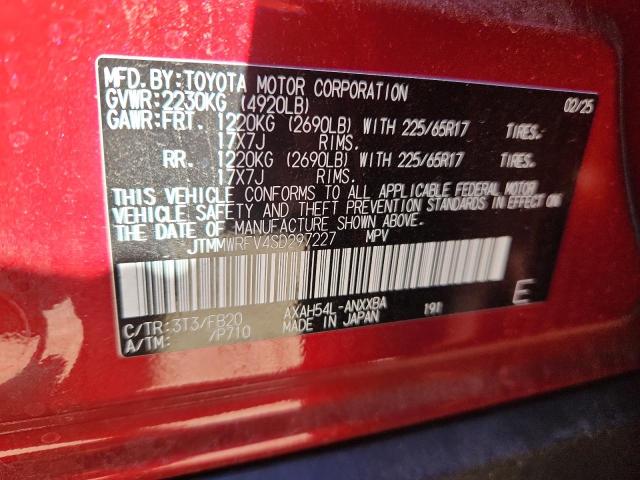 MFD. BY: TOYOTA MOTOR CORPORATION 02/25
GVWR: 2230KG (4920LB)
GAWR: FRT. 1220KG (2690LB) WITH 225/65R17 TIRES.
17X7J RIMS.
RR. 1220KG (2690LB) WITH 225/65R17 TIRES.
17X7J RIMS.
THIS VEHICLE CONFORMS TO ALL APPLICABLE FEDERAL MOTOR
VEHICLE SAFETY AND THEFT PREVENTION STANDARDS IN EFFECT ON
THE DATE OF MANUFACTURE SHOWN ABOVE.
JTMMWRFV4SD297227 MPV
C/TR: 3T3/FB20 AXAH54L-ANXXBA 191 E
A/TM: /P710 MADE IN JAPAN